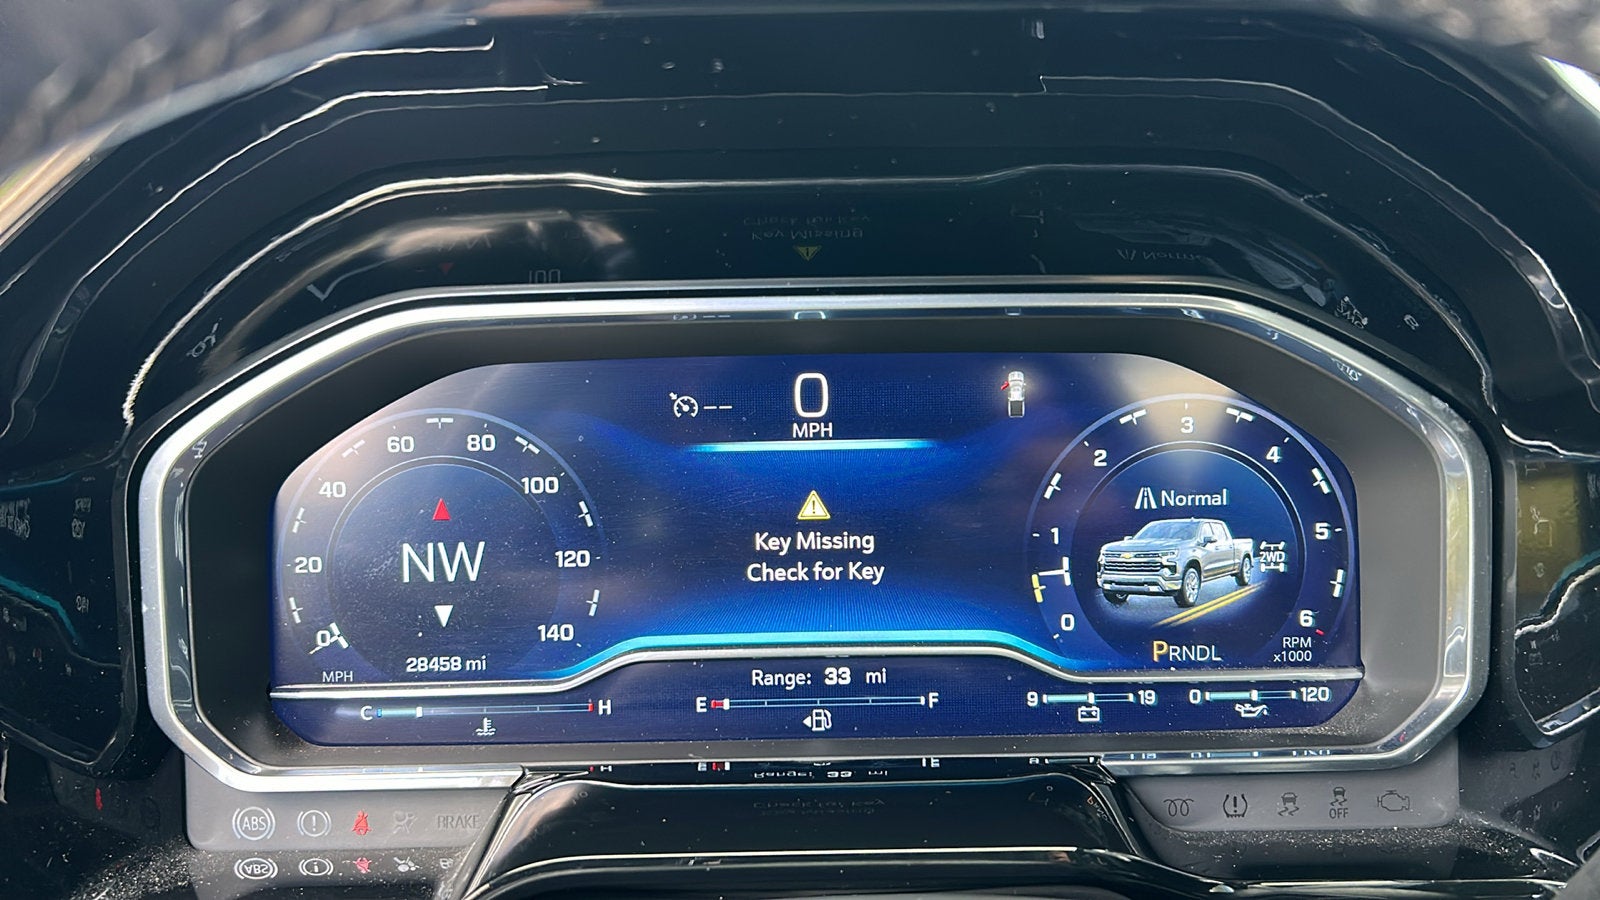 0
MPH
60
80
40
100
20
120
0
140
NW
MPH
28458 mi
Key Missing
Check for Key
3
2
4
1
5
0
6
Normal
2WD
PRNDL
RPM
x1000
Range: 33 mi
C
H
E
F
9
19
0
120
ABS
BRAKE
OFF